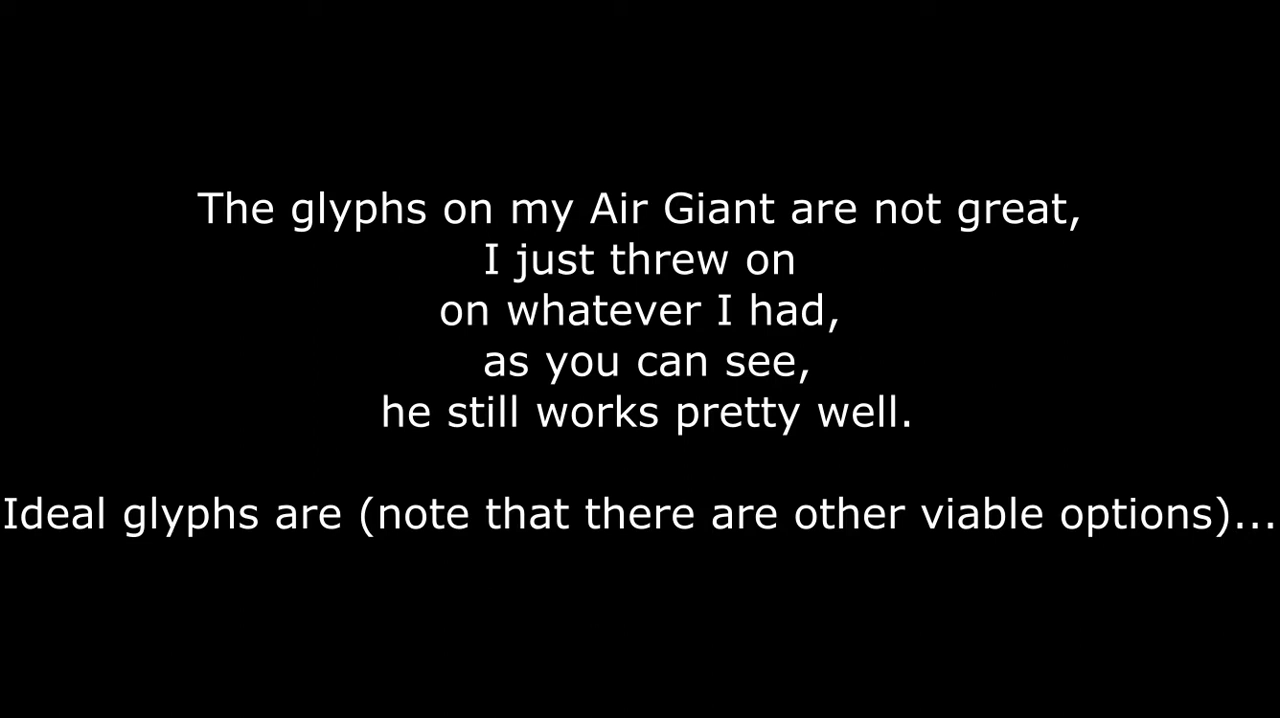 The glyphs on my Air Giant are not great,
I just threw on
on whatever I had,
as you can see,
he still works pretty well.
Ideal glyphs are (note that there are other viable options)...